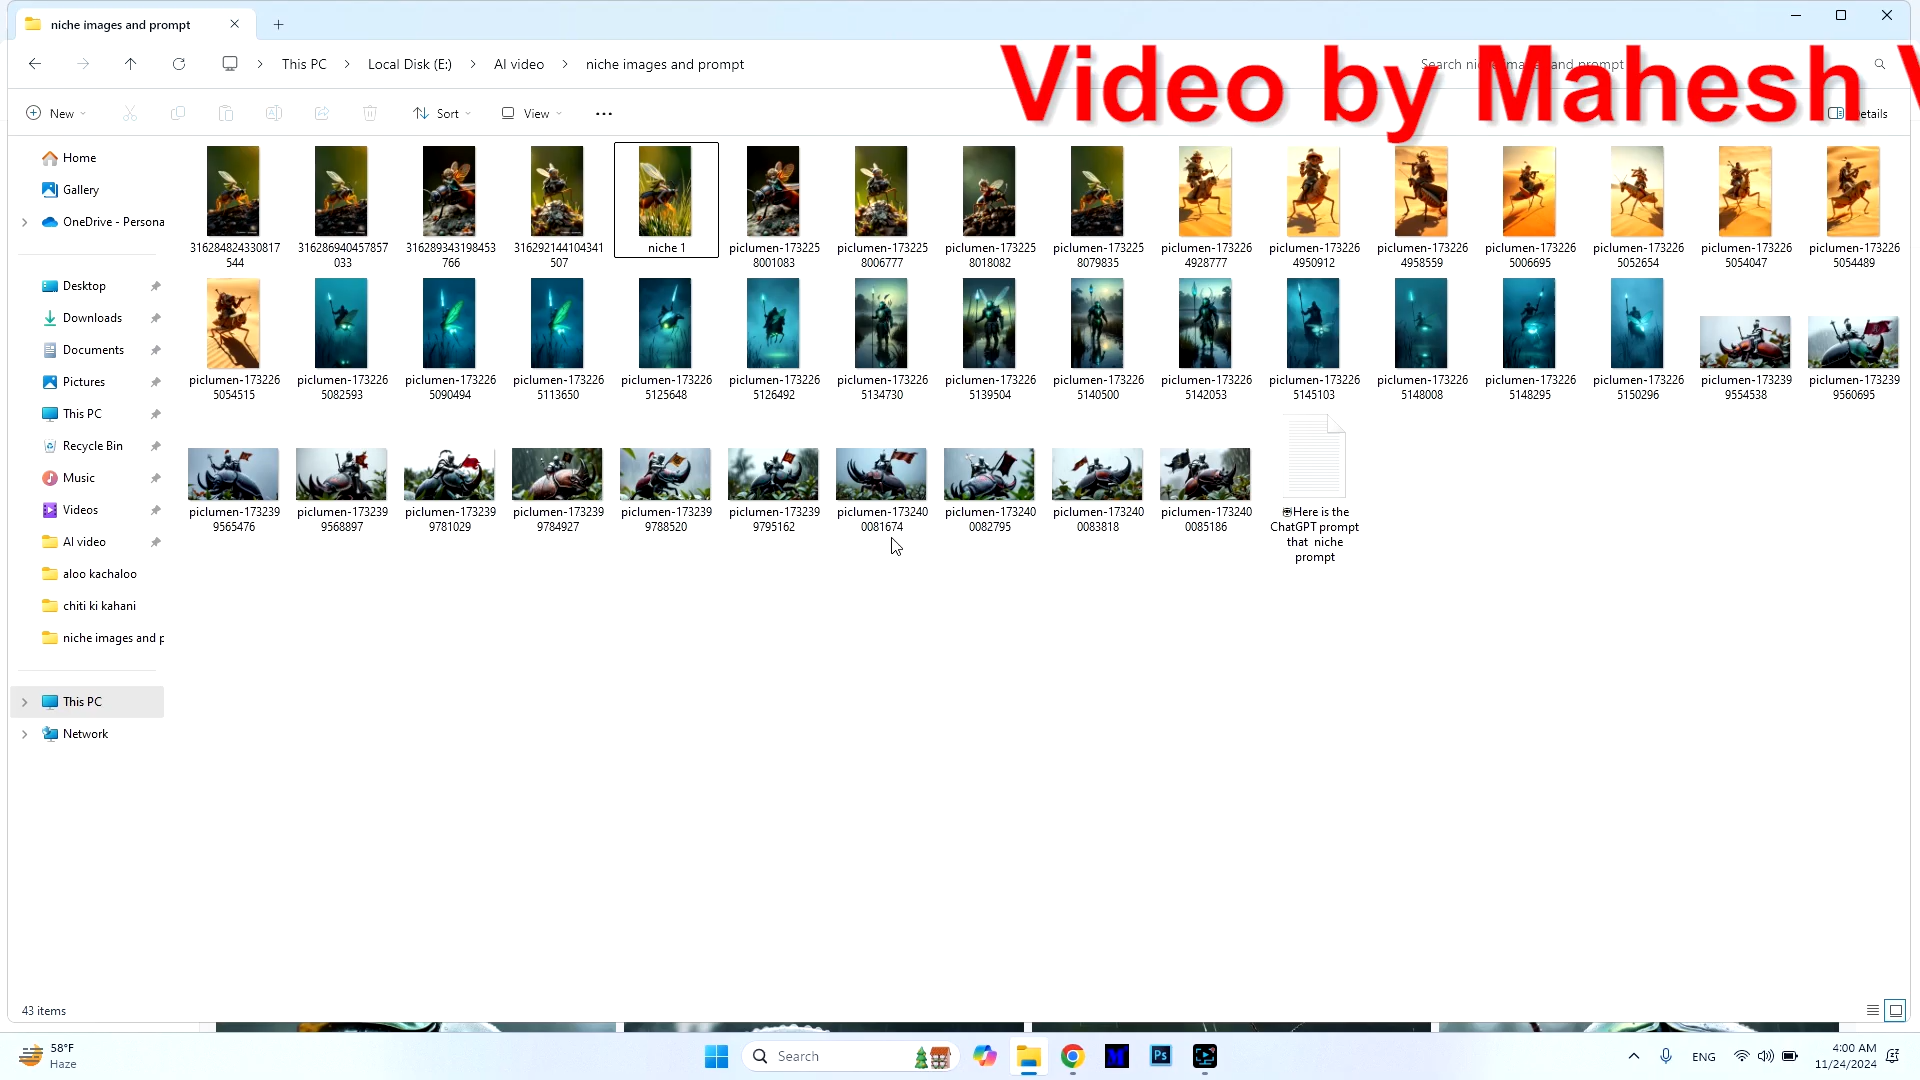 niche images and prompt
This PC
Local Disk (E:)
AI video
niche images and prompt
Video by Mahesh V
New
Sort
View
Home
Gallery
OneDrive - Persona
Desktop
Downloads
Documents
Pictures
This PC
Recycle Bin
Music
Videos
AI video
aloo kachaloo
chiti ki kahani
niche images and p
This PC
Network
316284824330817
544
316286940457857
033
316289343198453
766
316292144104341
507
niche 1
piclumen-173225
8001083
piclumen-173225
8006777
piclumen-173225
8018082
piclumen-173225
8079835
piclumen-173226
4928777
piclumen-173226
4950912
piclumen-173226
4958559
piclumen-173226
5006695
piclumen-173226
5052654
piclumen-173226
5054047
piclumen-173226
5054489
piclumen-173226
5054515
piclumen-173226
5082593
piclumen-173226
5090494
piclumen-173226
5113650
piclumen-173226
5125648
piclumen-173226
5126492
piclumen-173226
5134730
piclumen-173226
5139504
piclumen-173226
5140500
piclumen-173226
5142053
piclumen-173226
5145103
piclumen-173226
5148008
piclumen-173226
5148295
piclumen-173226
5150296
piclumen-173239
9554538
piclumen-173239
9560695
piclumen-173239
9565476
piclumen-173239
9568897
piclumen-173239
9781029
piclumen-173239
9784927
piclumen-173239
9788520
piclumen-173239
9795162
piclumen-173240
0081674
piclumen-173240
0082795
piclumen-173240
0083818
piclumen-173240
0085186
Here is the
ChatGPT prompt
that niche
prompt
43 items
58°F
Haze
Search
Ps
ENG
4:00 AM
11/24/2024